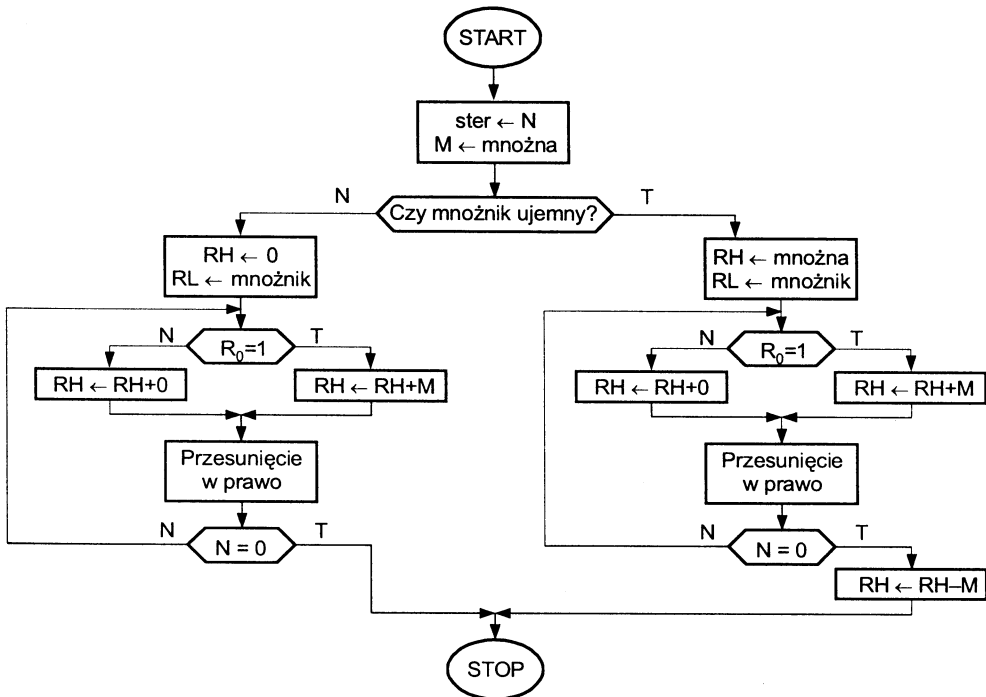 START
ster ← N
M ← mnożna
N
Czy mnożnik ujemny?
T
RH ← 0
RL ← mnożnik
N
R₀=1
T
RH ← RH+0
RH ← RH+M
Przesunięcie
w prawo
N
N = 0
T
RH ← mnożna
RL ← mnożnik
N
R₀=1
T
RH ← RH+0
RH ← RH+M
Przesunięcie
w prawo
N
N = 0
T
RH ← RH–M
STOP